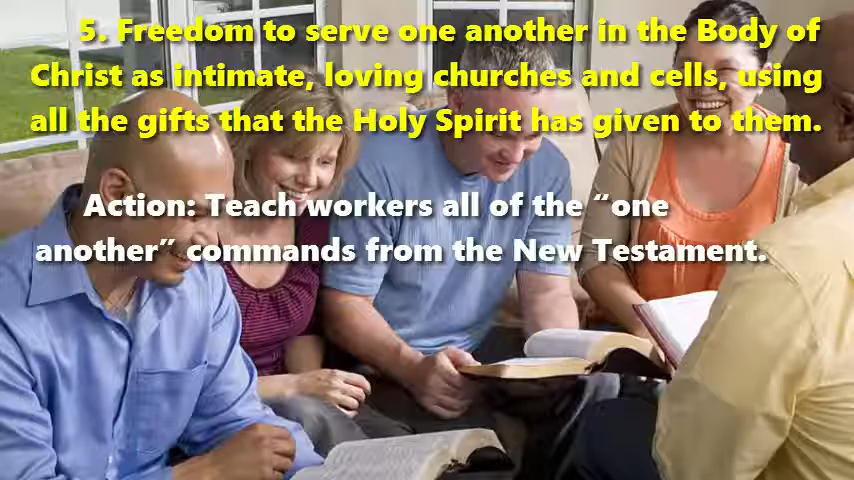 5. Freedom to serve one another in the Body of
Christ as intimate, loving churches and cells, using
all the gifts that the Holy Spirit has given to them.
Action: Teach workers all of the “one
another” commands from the New Testament.